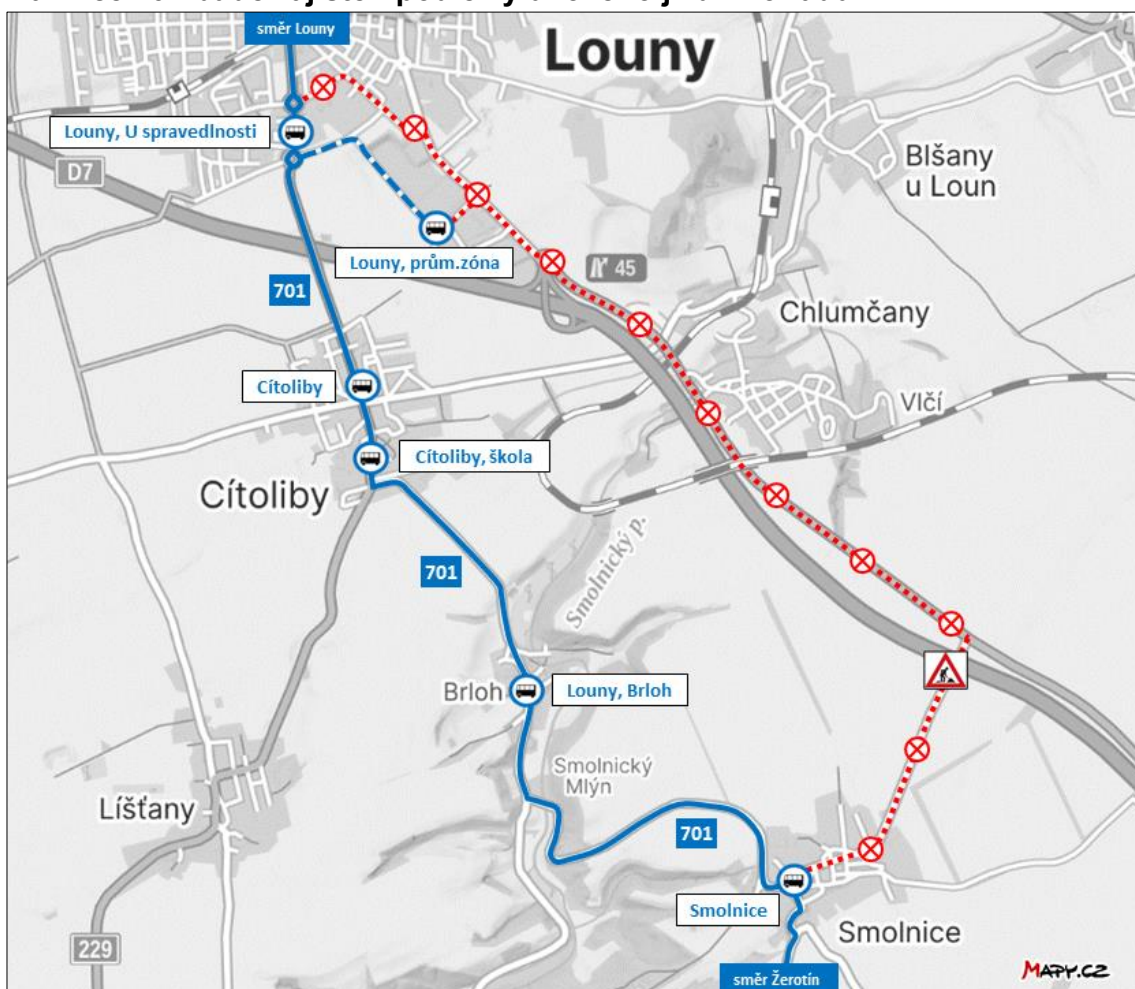 směr Louny
Louny
Louny, U spravedlnosti
D7
Blšany
u Loun
Louny, prům.zóna
45
701
Chlumčany
Cítoliby
Vlčí
Cítoliby, škola
Cítoliby
Smolnický p.
701
Brloh
Louny, Brloh
Smolnický
Mlýn
Líšťany
701
Smolnice
Smolnice
229
směr Žerotín
MAPY.CZ